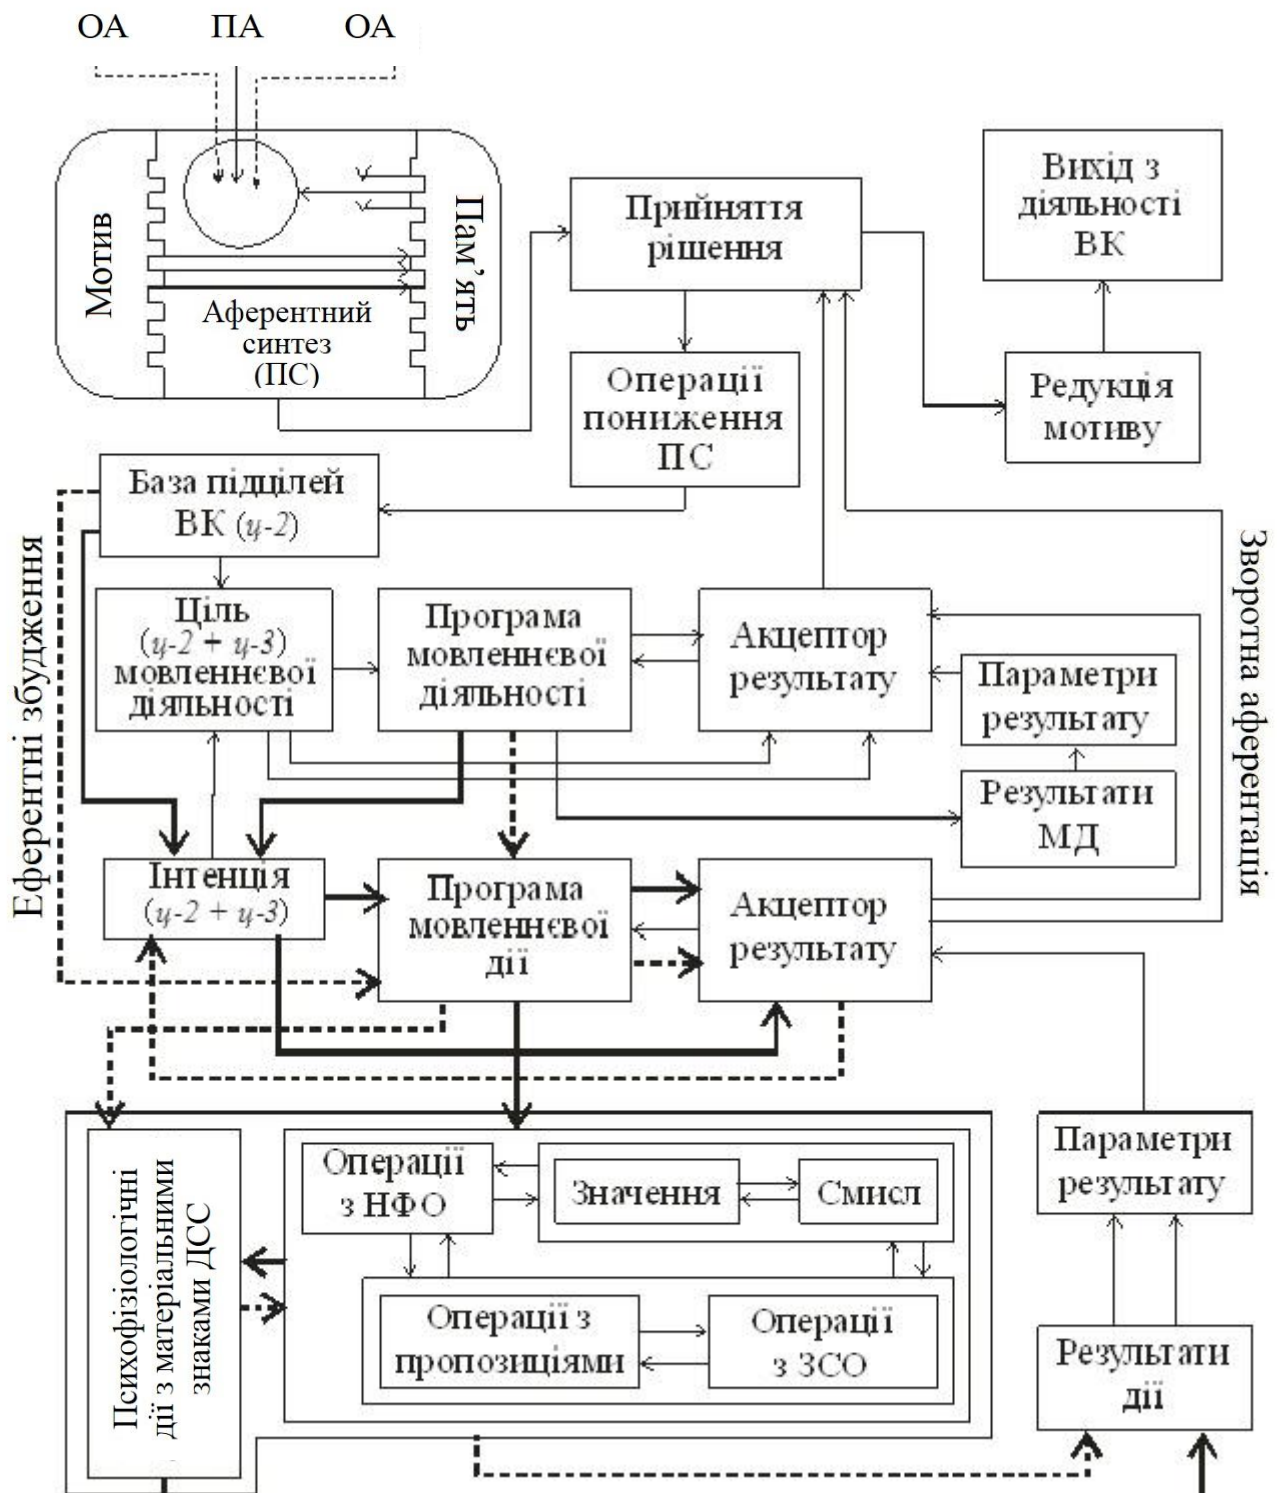 ОА ПА ОА
Мотив
Пам’ять
Аферентний
синтез
(ПС)
Прийняття
рішення
Вихід з
діяльності
ВК
Операції
пониження
ПС
Редукція
мотиву
База підцілей
ВК (ц-2)
Еферентні збудження
Зворотна аферентація
Ціль
(ц-2 + ц-3)
мовленнєвої
діяльності
Програма
мовленнєвої
діяльності
Акцептор
результату
Параметри
результату
Результати
МД
Інтенція
(ц-2 + ц-3)
Програма
мовленнєвої
дії
Акцептор
результату
Психофізіологічні
дії з матеріальними
знаками ДСС
Операції
з НФО
Значення
Смисл
Операції з
пропозиціями
Операції
з ЗСО
Параметри
результату
Результати
дії